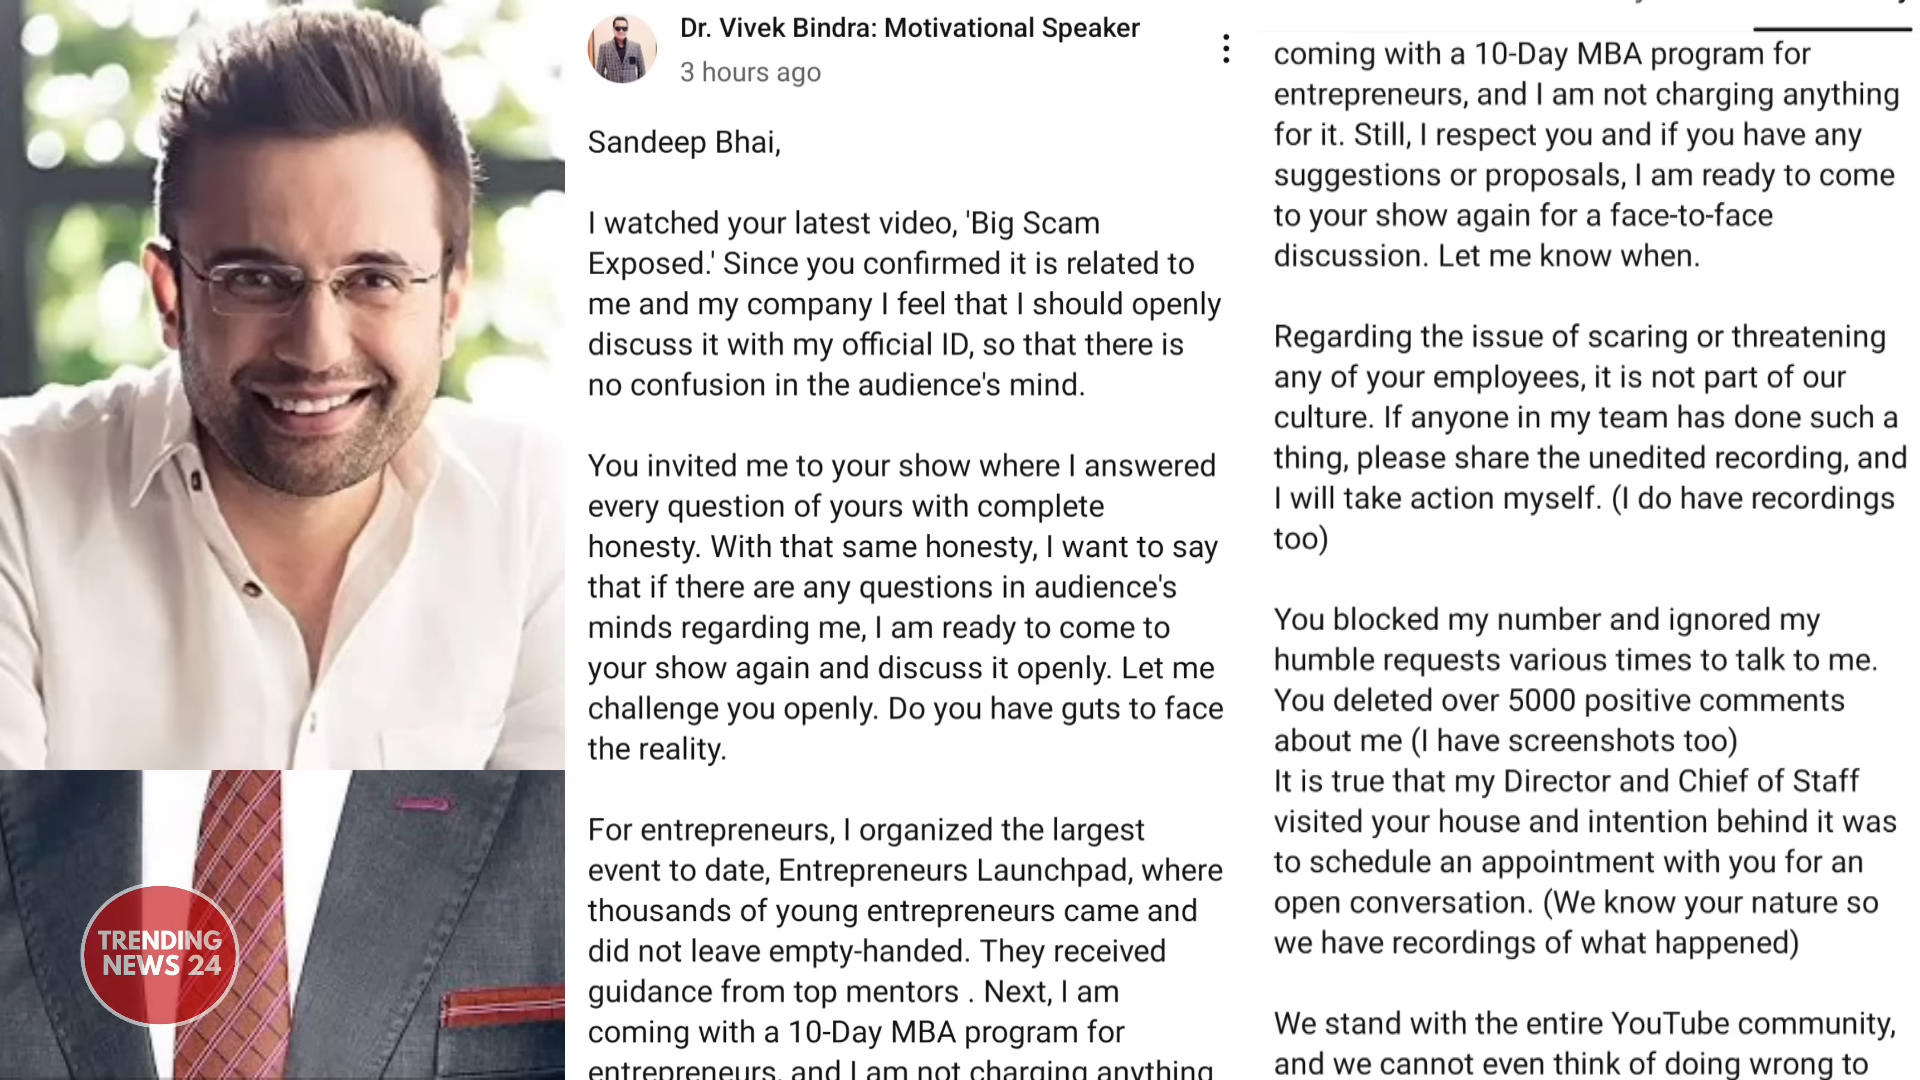 Dr. Vivek Bindra: Motivational Speaker
3 hours ago
Sandeep Bhai,
I watched your latest video, 'Big Scam
Exposed.' Since you confirmed it is related to
me and my company I feel that I should openly
discuss it with my official ID, so that there is
no confusion in the audience's mind.
You invited me to your show where I answered
every question of yours with complete
honesty. With that same honesty, I want to say
that if there are any questions in audience's
minds regarding me, I am ready to come to
your show again and discuss it openly. Let me
challenge you openly. Do you have guts to face
the reality.
For entrepreneurs, I organized the largest
event to date, Entrepreneurs Launchpad, where
thousands of young entrepreneurs came and
did not leave empty-handed. They received
guidance from top mentors . Next, I am
coming with a 10-Day MBA program for
entrepreneurs, and I am not charging anything
coming with a 10-Day MBA program for
entrepreneurs, and I am not charging anything
for it. Still, I respect you and if you have any
suggestions or proposals, I am ready to come
to your show again for a face-to-face
discussion. Let me know when.
Regarding the issue of scaring or threatening
any of your employees, it is not part of our
culture. If anyone in my team has done such a
thing, please share the unedited recording, and
I will take action myself. (I do have recordings
too)
You blocked my number and ignored my
humble requests various times to talk to me.
You deleted over 5000 positive comments
about me (I have screenshots too)
It is true that my Director and Chief of Staff
visited your house and intention behind it was
to schedule an appointment with you for an
open conversation. (We know your nature so
we have recordings of what happened)
We stand with the entire YouTube community,
and we cannot even think of doing wrong to
TRENDING
NEWS 24